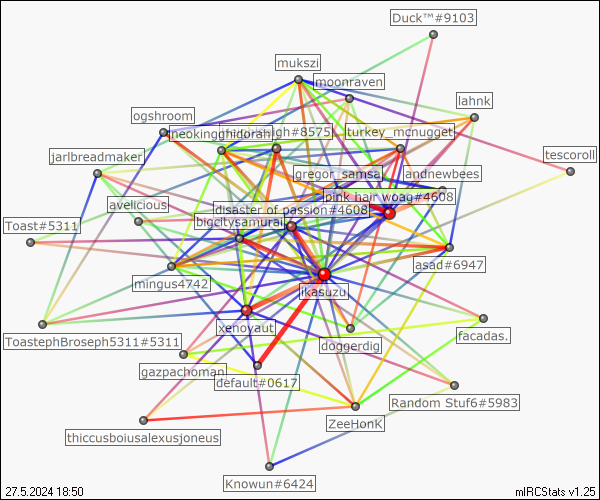 Duck™#9103
mukszi
moonraven
lahnk
ogshroom
neokingghidorah
#8575
turkey_mcnugget
jarlbreadmaker
tescoroll
gregor_samsa
andnewbees
pink hair woag#4608
avelicious
disaster of passion#4608
bigcitysamurai
Toast#5311
asad#6947
mingus4742
ikasuzu
xenoyaut
facadas.
ToastephBroseph5311#5311
doggerdig
gazpachoman
default#0617
Random Stuf6#5983
ZeeHonK
thiccusboiusalexusjoneus
Knowun#6424
27.5.2024 18:50
mIRCStats v1.25